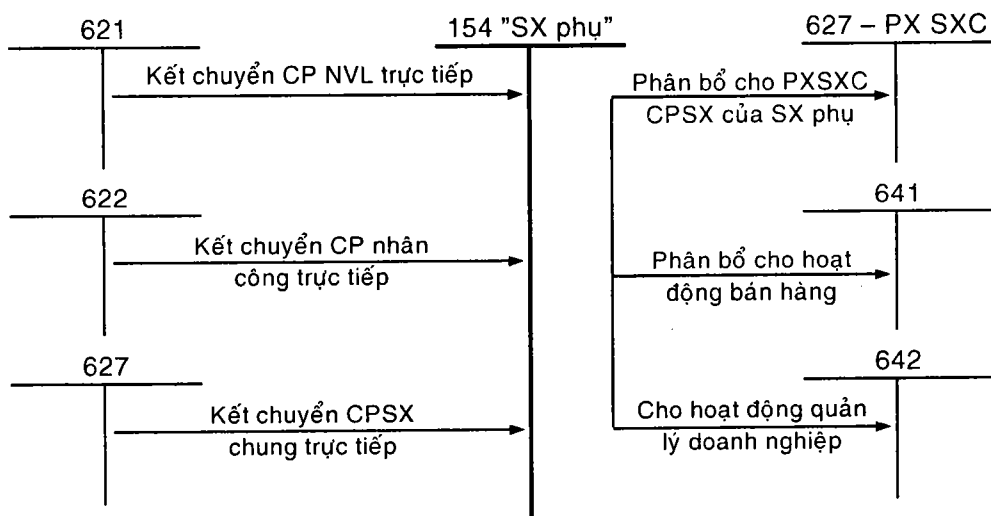 621
154 "SX phụ"
627 – PX SXC
Kết chuyển CP NVL trực tiếp
Phân bổ cho PXSXC
CPSX của SX phụ
622
641
Kết chuyển CP nhân
công trực tiếp
Phân bổ cho hoạt
động bán hàng
627
642
Kết chuyển CPSX
chung trực tiếp
Cho hoạt động quản
lý doanh nghiệp